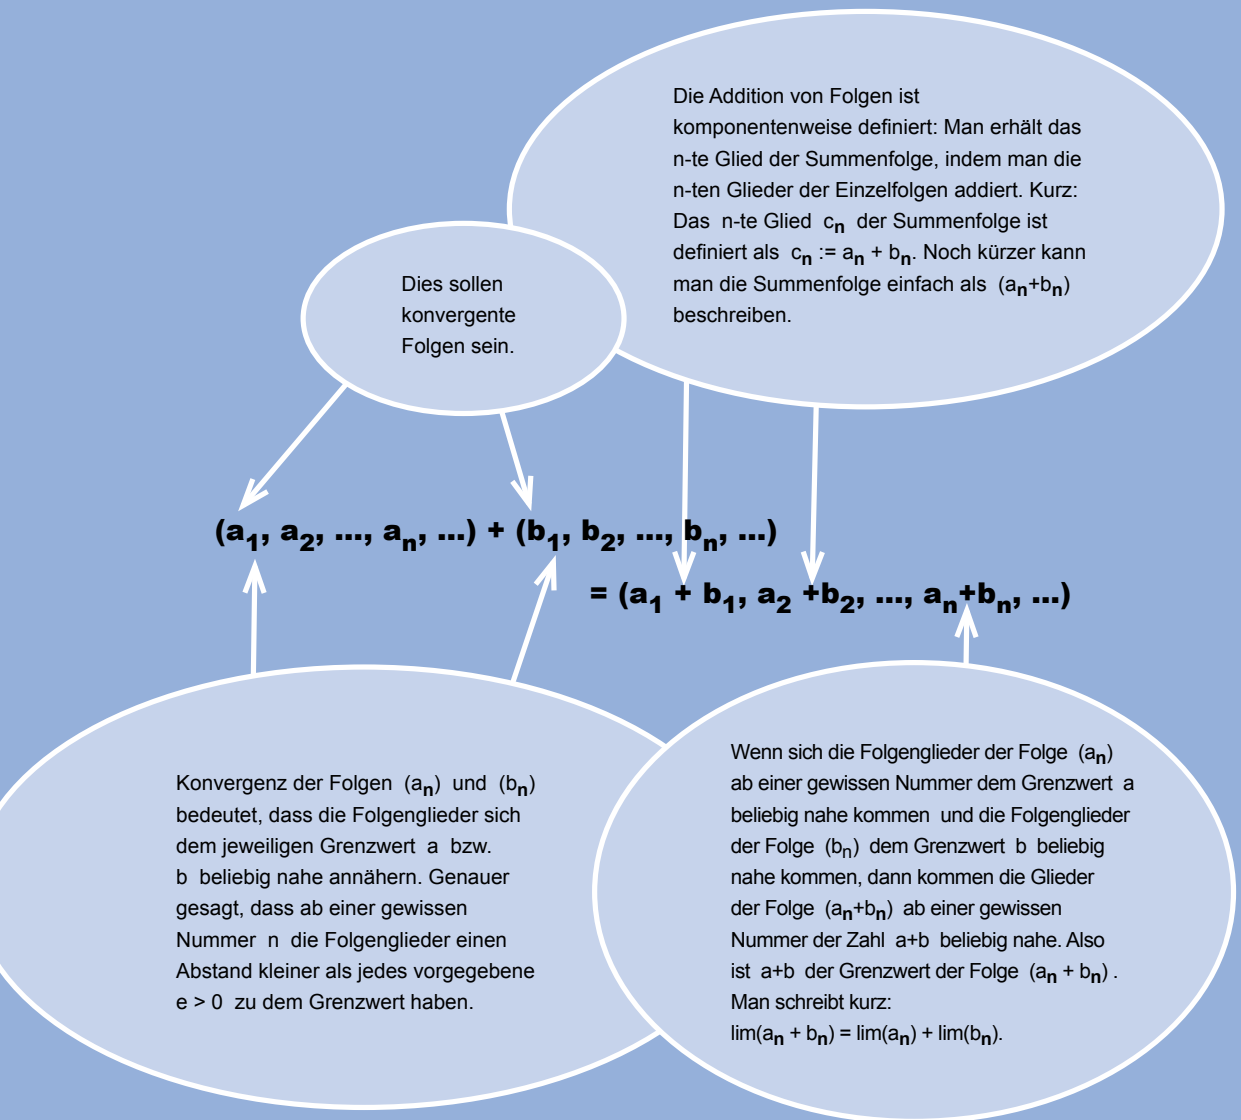 Die Addition von Folgen ist
komponentenweise definiert: Man erhält das
n-te Glied der Summenfolge, indem man die
n-ten Glieder der Einzelfolgen addiert. Kurz:
Das n-te Glied cn der Summenfolge ist
definiert als cn := an + bn. Noch kürzer kann
man die Summenfolge einfach als (an+bn)
beschreiben.
Dies sollen
konvergente
Folgen sein.
(a1, a2, ..., an, ...) + (b1, b2, ..., bn, ...)
= (a1 + b1, a2 +b2, ..., an+bn, ...)
Konvergenz der Folgen (an) und (bn)
bedeutet, dass die Folgenglieder sich
dem jeweiligen Grenzwert a bzw.
b beliebig nahe annähern. Genauer
gesagt, dass ab einer gewissen
Nummer n die Folgenglieder einen
Abstand kleiner als jedes vorgegebene
e > 0 zu dem Grenzwert haben.
Wenn sich die Folgenglieder der Folge (an)
ab einer gewissen Nummer dem Grenzwert a
beliebig nahe kommen und die Folgenglieder
der Folge (bn) dem Grenzwert b beliebig
nahe kommen, dann kommen die Glieder
der Folge (an+bn) ab einer gewissen
Nummer der Zahl a+b beliebig nahe. Also
ist a+b der Grenzwert der Folge (an + bn) .
Man schreibt kurz:
lim(an + bn) = lim(an) + lim(bn).